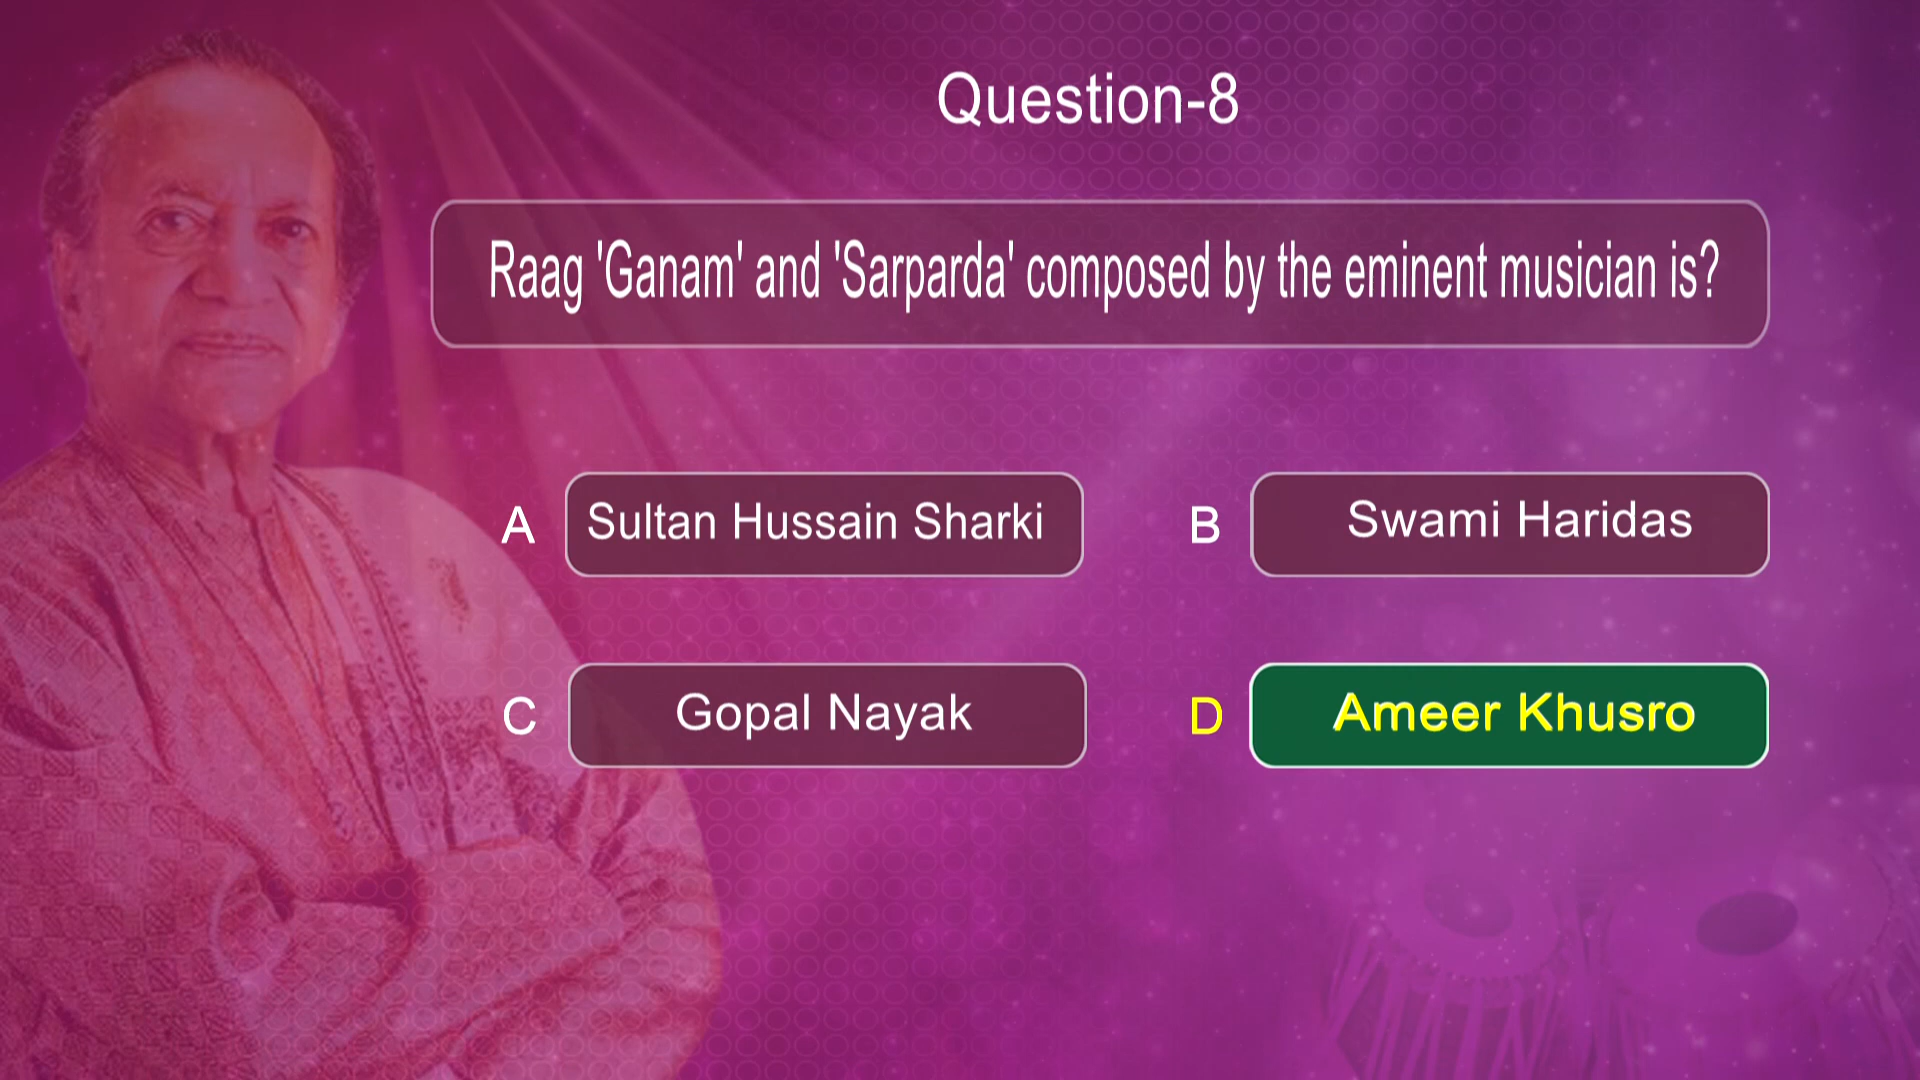 Question-8
Raag 'Ganam' and 'Sarparda' composed by the eminent musician is?
A Sultan Hussain Sharki
B Swami Haridas
C Gopal Nayak
D Ameer Khusro